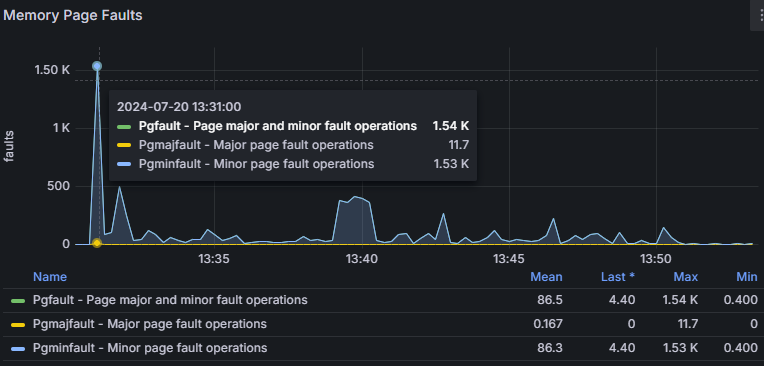 Memory Page Faults
faults
1.50 K
1 K
500
0
2024-07-20 13:31:00
Pgfault - Page major and minor fault operations 1.54 K
Pgmajfault - Major page fault operations 11.7
Pgminfault - Minor page fault operations 1.53 K
13:35 13:40 13:45 13:50
Name Mean Last * Max Min
Pgfault - Page major and minor fault operations 86.5 4.40 1.54 K 0.400
Pgmajfault - Major page fault operations 0.167 0 11.7 0
Pgminfault - Minor page fault operations 86.3 4.40 1.53 K 0.400